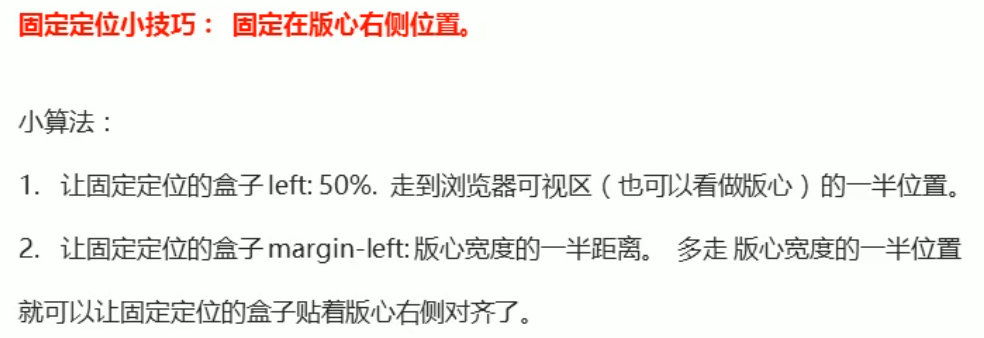 固定定位小技巧： 固定在版心右侧位置。
小算法：
1. 让固定定位的盒子 left: 50%. 走到浏览器可视区（也可以看做版心）的一半位置。
2. 让固定定位的盒子 margin-left: 版心宽度的一半距离。 多走 版心宽度的一半位置
就可以让固定定位的盒子贴着版心右侧对齐了。